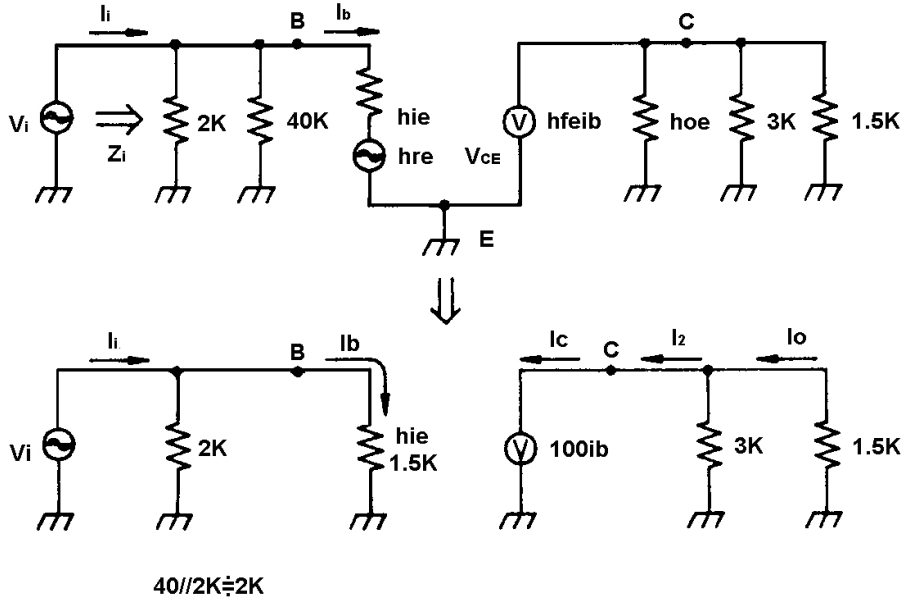 Ii
B
Ib
C
Vi
Zi
2K
40K
hie
hre
V
hfeib
VCE
hoe
3K
1.5K
E
Ii
B
Ib
Ic
C
I2
Io
Vi
2K
hie
1.5K
V
100ib
3K
1.5K
40//2K≑2K